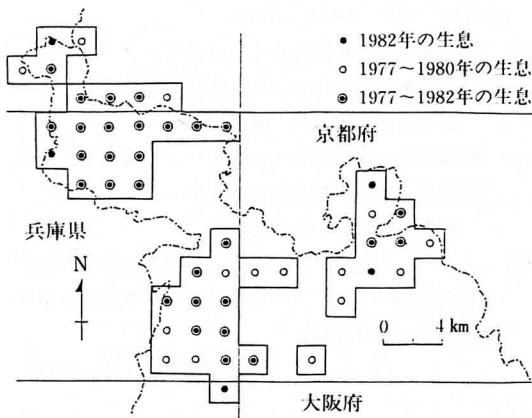 ● 1982年の生息
○ 1977～1980年の生息
◉ 1977～1982年の生息
京都府
兵庫県
N
0 4 km
大阪府